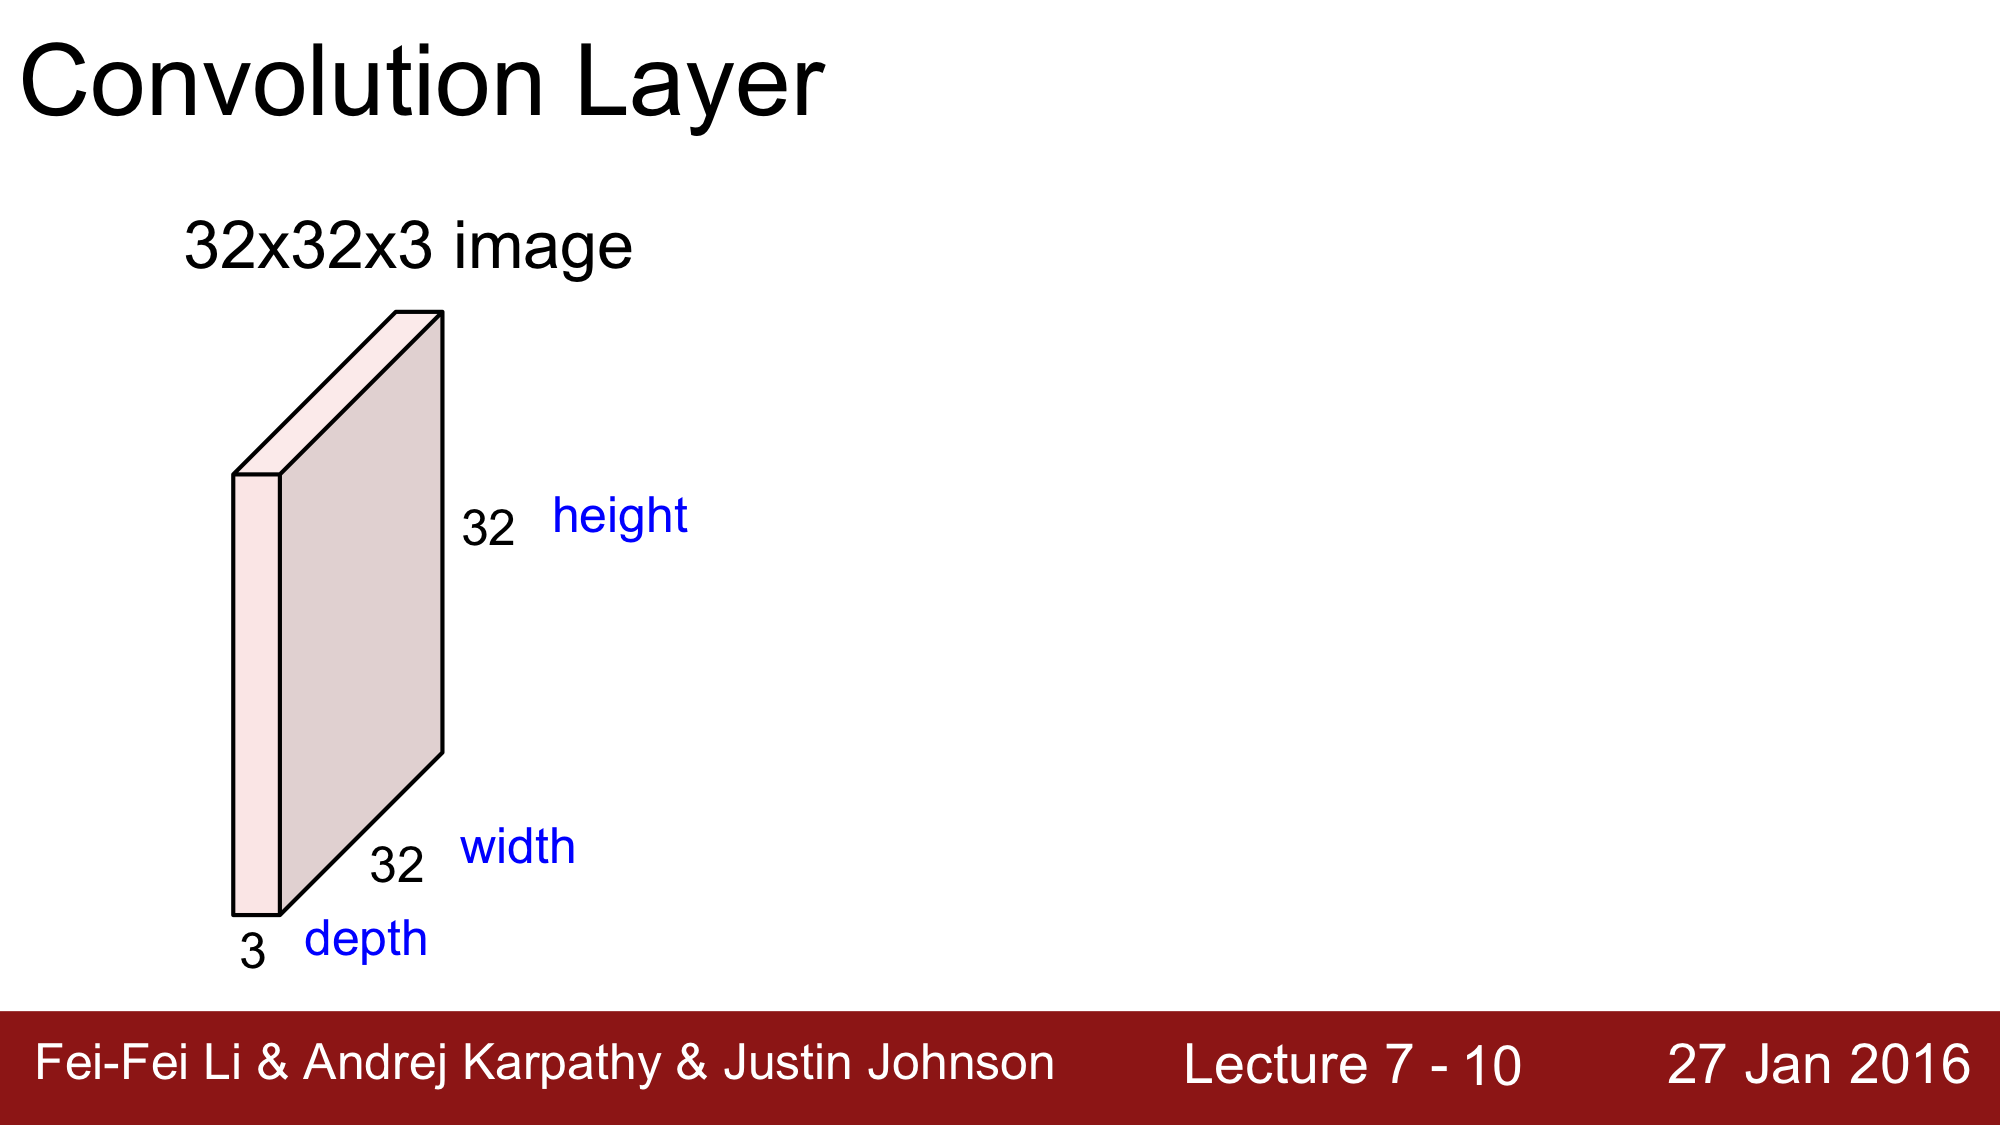 Convolution Layer
32x32x3 image
32 height
32 width
3 depth
Fei-Fei Li & Andrej Karpathy & Justin Johnson
Lecture 7 - 10
27 Jan 2016